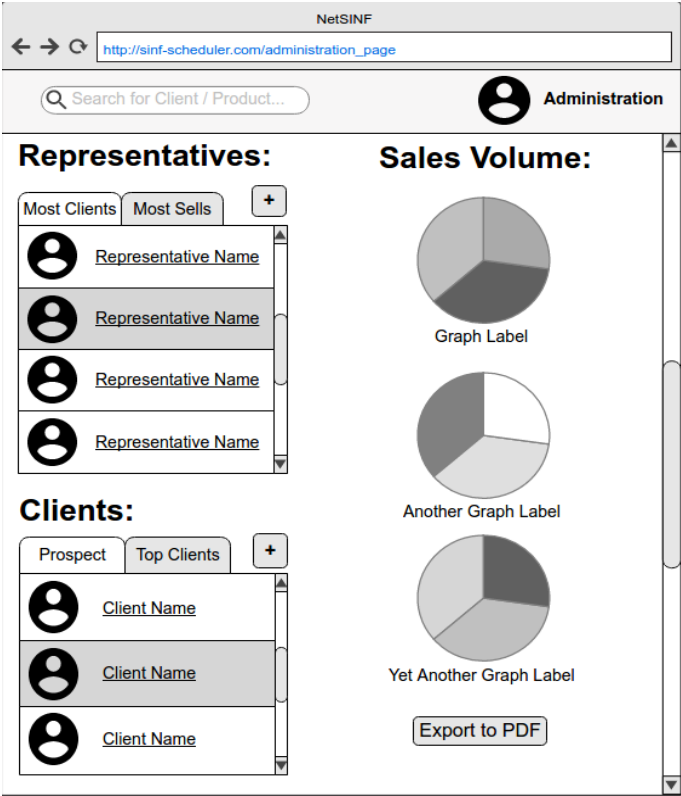 NetSINF
http://sinf-scheduler.com/administration_page
Search for Client / Product...
Administration
Representatives:
Most Clients
Most Sells
+
Representative Name
Representative Name
Representative Name
Representative Name
Clients:
Prospect
Top Clients
+
Client Name
Client Name
Client Name
Sales Volume:
Graph Label
Another Graph Label
Yet Another Graph Label
Export to PDF